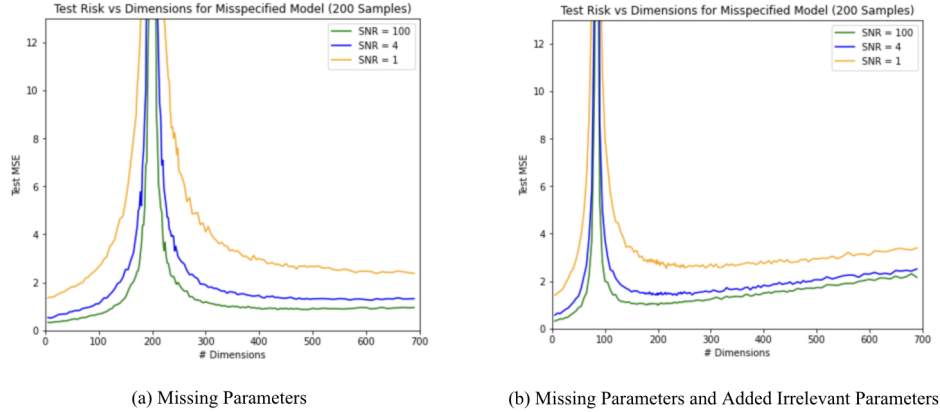 Test Risk vs Dimensions for Misspecified Model (200 Samples)
SNR = 100
SNR = 4
SNR = 1
Test MSE
12
10
8
6
4
2
0
0 100 200 300 400 500 600 700
# Dimensions
(a) Missing Parameters
Test Risk vs Dimensions for Misspecified Model (200 Samples)
SNR = 100
SNR = 4
SNR = 1
Test MSE
12
10
8
6
4
2
0
0 100 200 300 400 500 600 700
# Dimensions
(b) Missing Parameters and Added Irrelevant Parameters